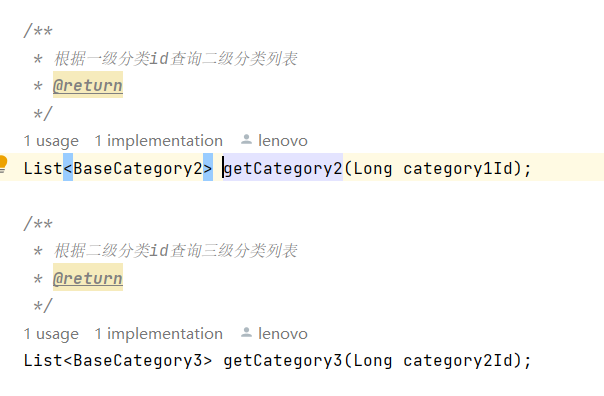 /**
* 根据一级分类id查询二级分类列表
* @return
*/
1 usage 1 implementation lenovo
List<BaseCategory2> getCategory2(Long category1Id);
/**
* 根据二级分类id查询三级分类列表
* @return
*/
1 usage 1 implementation lenovo
List<BaseCategory3> getCategory3(Long category2Id);